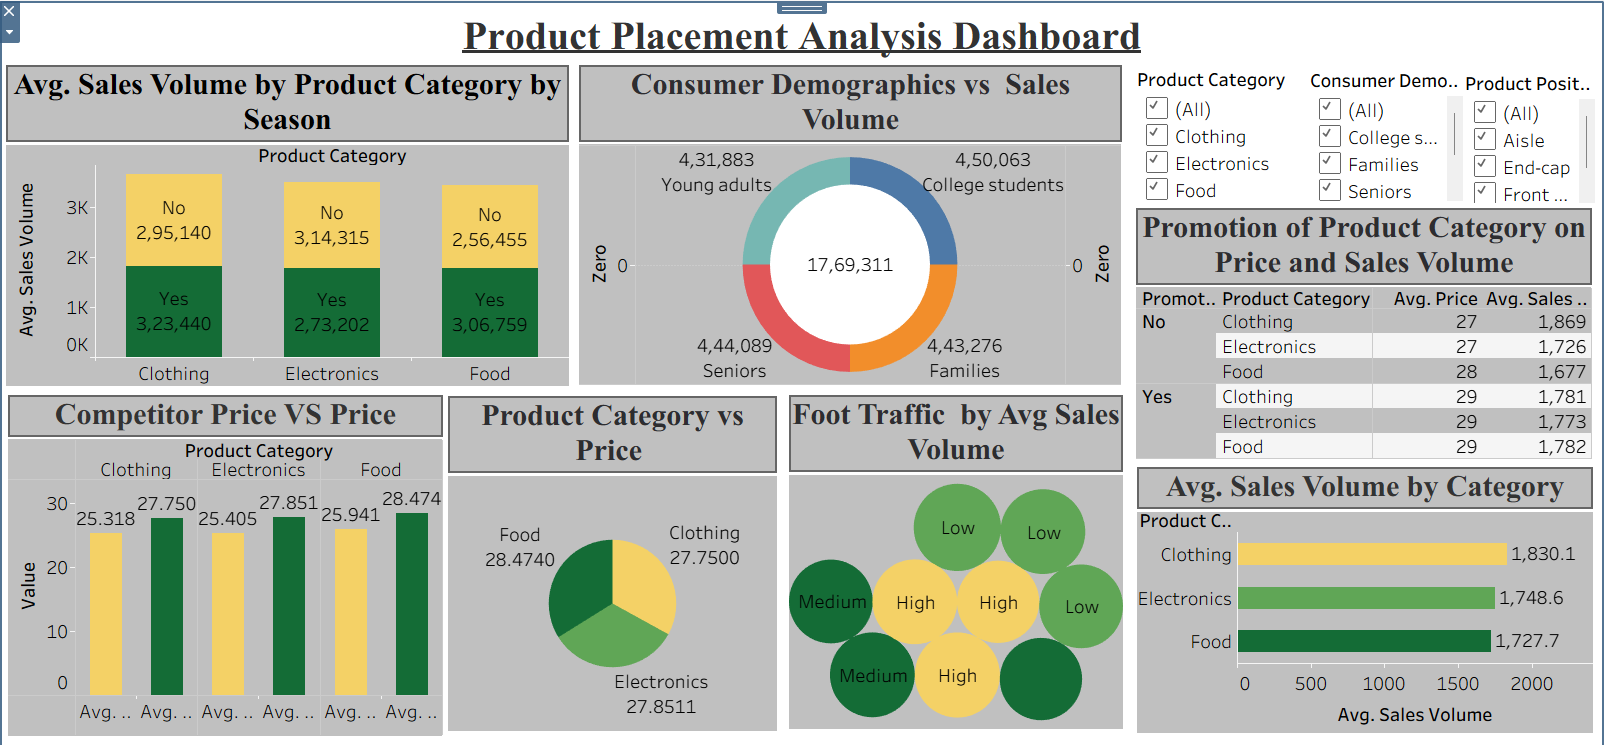 Product Placement Analysis Dashboard
Avg. Sales Volume by Product Category by
Season
Product Category
Avg. Sales Volume
3K
2K
1K
0K
No
2,95,140
No
3,14,315
No
2,56,455
Yes
3,23,440
Yes
2,73,202
Yes
3,06,759
Clothing
Electronics
Food
Consumer Demographics vs Sales
Volume
4,31,883
Young adults
4,50,063
College students
Zero
0
17,69,311
0
Zero
4,44,089
Seniors
4,43,276
Families
Product Category
(All)
Clothing
Electronics
Food
Consumer Demo..
(All)
College s...
Families
Seniors
Product Posit..
(All)
Aisle
End-cap
Front ...
Promotion of Product Category on
Price and Sales Volume
Promot.. Product Category Avg. Price Avg. Sales ..
No Clothing 27 1,869
Electronics 27 1,726
Food 28 1,677
Yes Clothing 29 1,781
Electronics 29 1,773
Food 29 1,782
Competitor Price VS Price
Product Category
Clothing Electronics Food
Value
30
20
10
0
25.318
27.750
25.405
27.851
25.941
28.474
Avg. .. Avg. .. Avg. .. Avg. .. Avg. .. Avg. ..
Product Category vs
Price
Food
28.4740
Clothing
27.7500
Electronics
27.8511
Foot Traffic by Avg Sales
Volume
Low
Low
Medium
High
High
Low
Medium
High
Avg. Sales Volume by Category
Product C..
Clothing 1,830.1
Electronics 1,748.6
Food 1,727.7
0 500 1000 1500 2000
Avg. Sales Volume